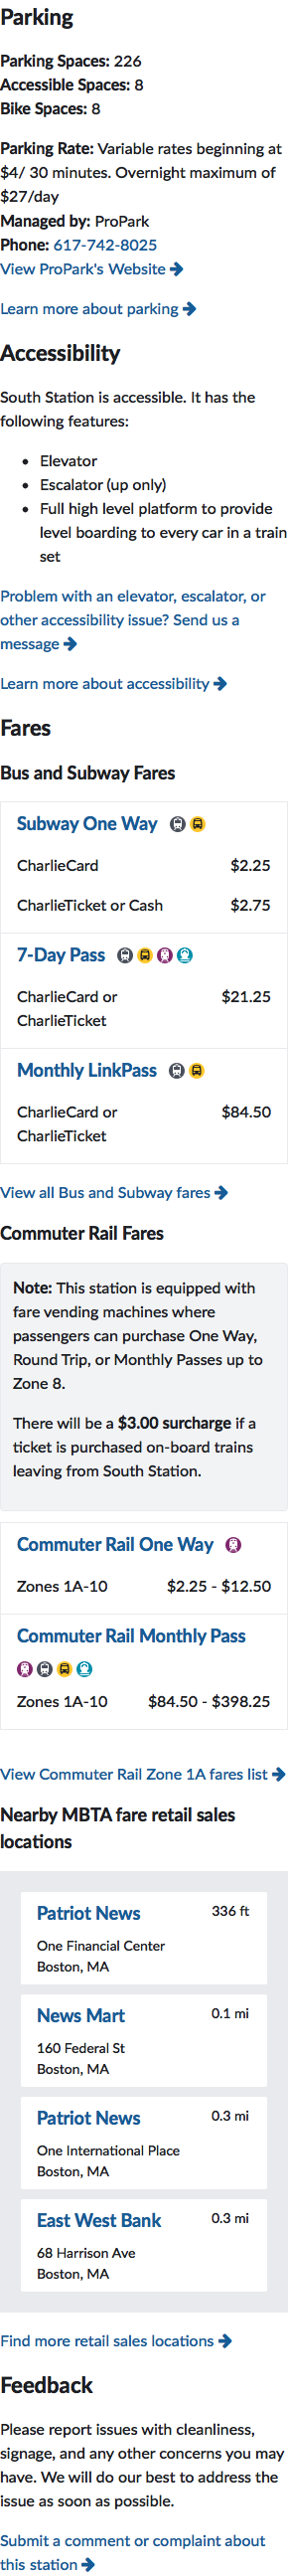 Parking
Parking Spaces: 226
Accessible Spaces: 8
Bike Spaces: 8
Parking Rate: Variable rates beginning at
$4/ 30 minutes. Overnight maximum of
$27/day
Managed by: ProPark
Phone: 617-742-8025
View ProPark's Website
Learn more about parking
Accessibility
South Station is accessible. It has the
following features:
Elevator
Escalator (up only)
Full high level platform to provide
level boarding to every car in a train
set
Problem with an elevator, escalator, or
other accessibility issue? Send us a
message
Learn more about accessibility
Fares
Bus and Subway Fares
Subway One Way
CharlieCard $2.25
CharlieTicket or Cash $2.75
7-Day Pass
CharlieCard or $21.25
CharlieTicket
Monthly LinkPass
CharlieCard or $84.50
CharlieTicket
View all Bus and Subway fares
Commuter Rail Fares
Note: This station is equipped with
fare vending machines where
passengers can purchase One Way,
Round Trip, or Monthly Passes up to
Zone 8.
There will be a $3.00 surcharge if a
ticket is purchased on-board trains
leaving from South Station.
Commuter Rail One Way
Zones 1A-10 $2.25 - $12.50
Commuter Rail Monthly Pass
Zones 1A-10 $84.50 - $398.25
View Commuter Rail Zone 1A fares list
Nearby MBTA fare retail sales
locations
Patriot News 336 ft
One Financial Center
Boston, MA
News Mart 0.1 mi
160 Federal St
Boston, MA
Patriot News 0.3 mi
One International Place
Boston, MA
East West Bank 0.3 mi
68 Harrison Ave
Boston, MA
Find more retail sales locations
Feedback
Please report issues with cleanliness,
signage, and any other concerns you may
have. We will do our best to address the
issue as soon as possible.
Submit a comment or complaint about
this station